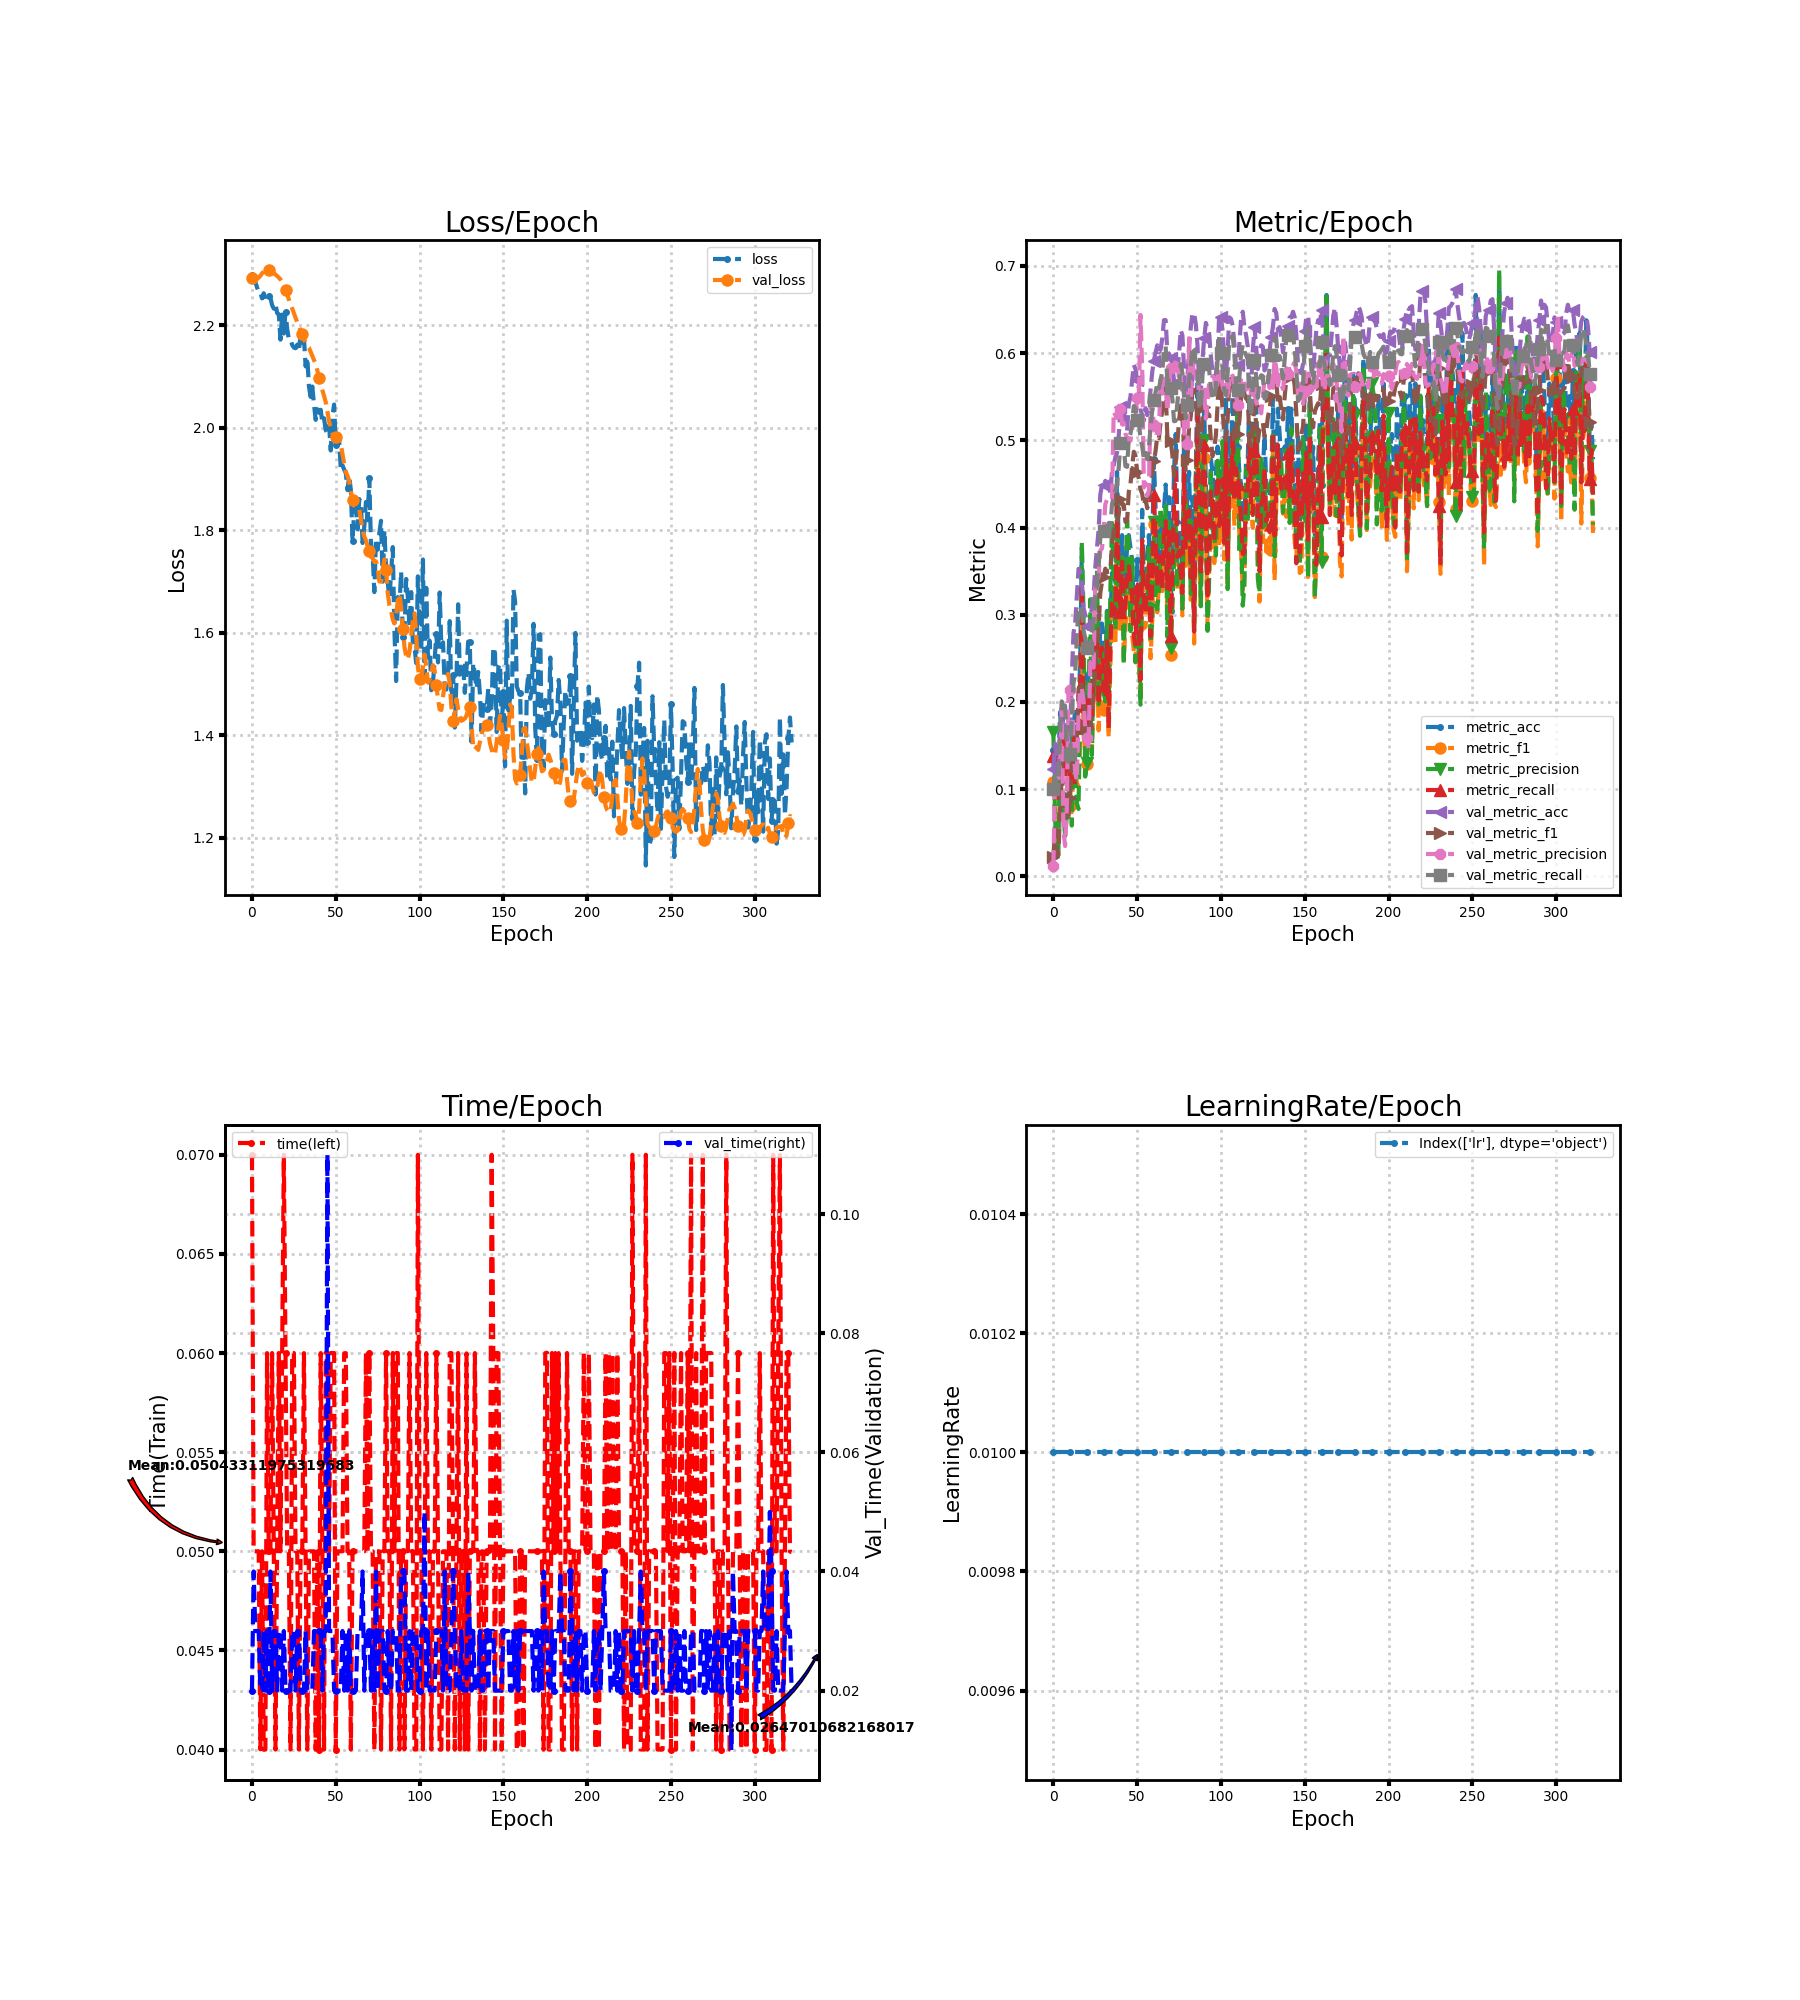 Loss/Epoch
loss
val_loss
2.2
2.0
1.8
1.6
1.4
1.2
Loss
0
50
100
150
200
250
300
Epoch
Metric/Epoch
0.7
0.6
0.5
0.4
0.3
0.2
0.1
0.0
Metric
metric_acc
metric_f1
metric_precision
metric_recall
val_metric_acc
val_metric_f1
val_metric_precision
val_metric_recall
0
50
100
150
200
250
300
Epoch
Time/Epoch
time(left)
val_time(right)
0.070
0.065
0.060
0.055
0.050
0.045
0.040
Time(Train)
Mean:0.05043311975319583
0.10
0.08
0.06
0.04
0.02
Val_Time(Validation)
Mean:0.02647010682168017
0
50
100
150
200
250
300
Epoch
LearningRate/Epoch
Index(['lr'], dtype='object')
0.0104
0.0102
0.0100
0.0098
0.0096
LearningRate
0
50
100
150
200
250
300
Epoch